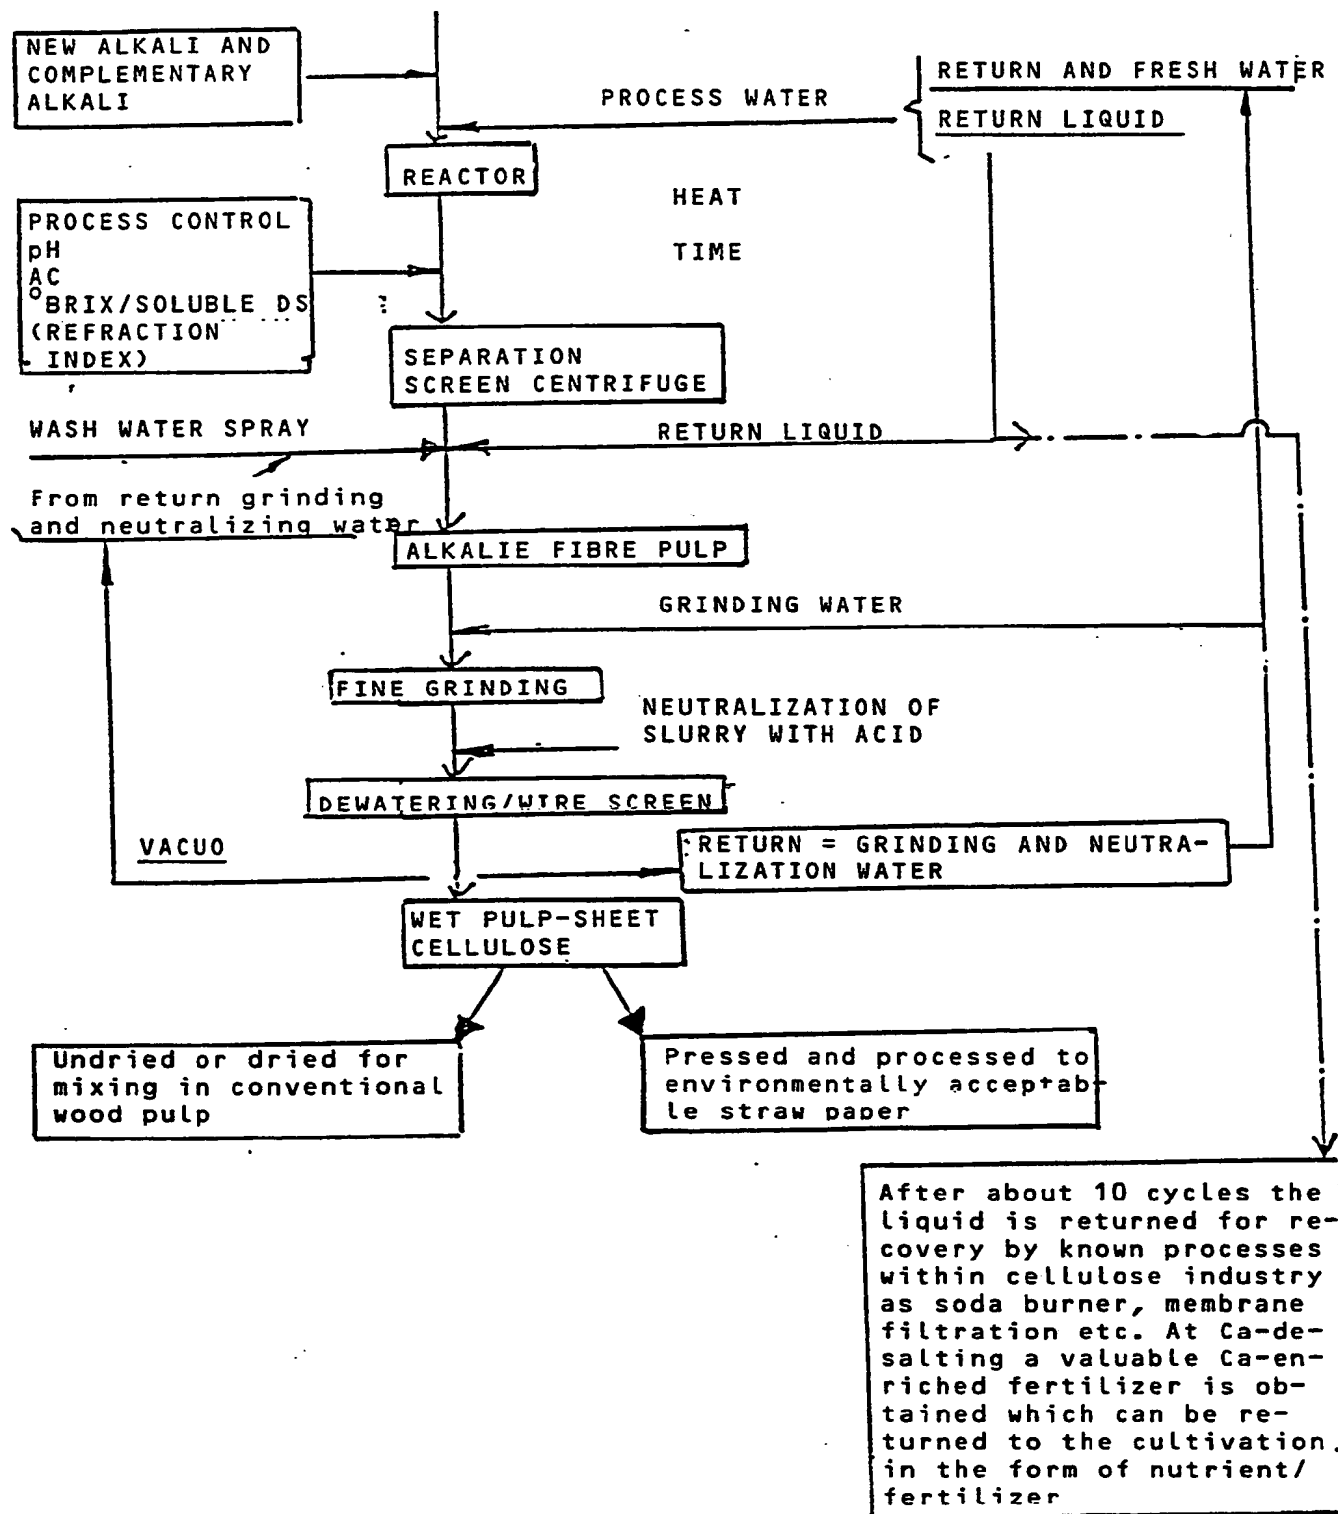 NEW ALKALI AND
COMPLEMENTARY
ALKALI
RETURN AND FRESH WATER
PROCESS WATER
RETURN LIQUID
REACTOR
HEAT
TIME
PROCESS CONTROL
pH
AC
°BRIX/SOLUBLE DS
(REFRACTION
INDEX)
SEPARATION
SCREEN CENTRIFUGE
WASH WATER SPRAY
RETURN LIQUID
From return grinding
and neutralizing water
ALKALIE FIBRE PULP
GRINDING WATER
FINE GRINDING
NEUTRALIZATION OF
SLURRY WITH ACID
DEWATERING/WIRE SCREEN
VACUO
RETURN = GRINDING AND NEUTRA-
LIZATION WATER
WET PULP-SHEET
CELLULOSE
Undried or dried for
mixing in conventional
wood pulp
Pressed and processed to
environmentally acceptab-
le straw paper
After about 10 cycles the
liquid is returned for re-
covery by known processes
within cellulose industry
as soda burner, membrane
filtration etc. At Ca-de-
salting a valuable Ca-en-
riched fertilizer is ob-
tained which can be re-
turned to the cultivation.
in the form of nutrient/
fertilizer